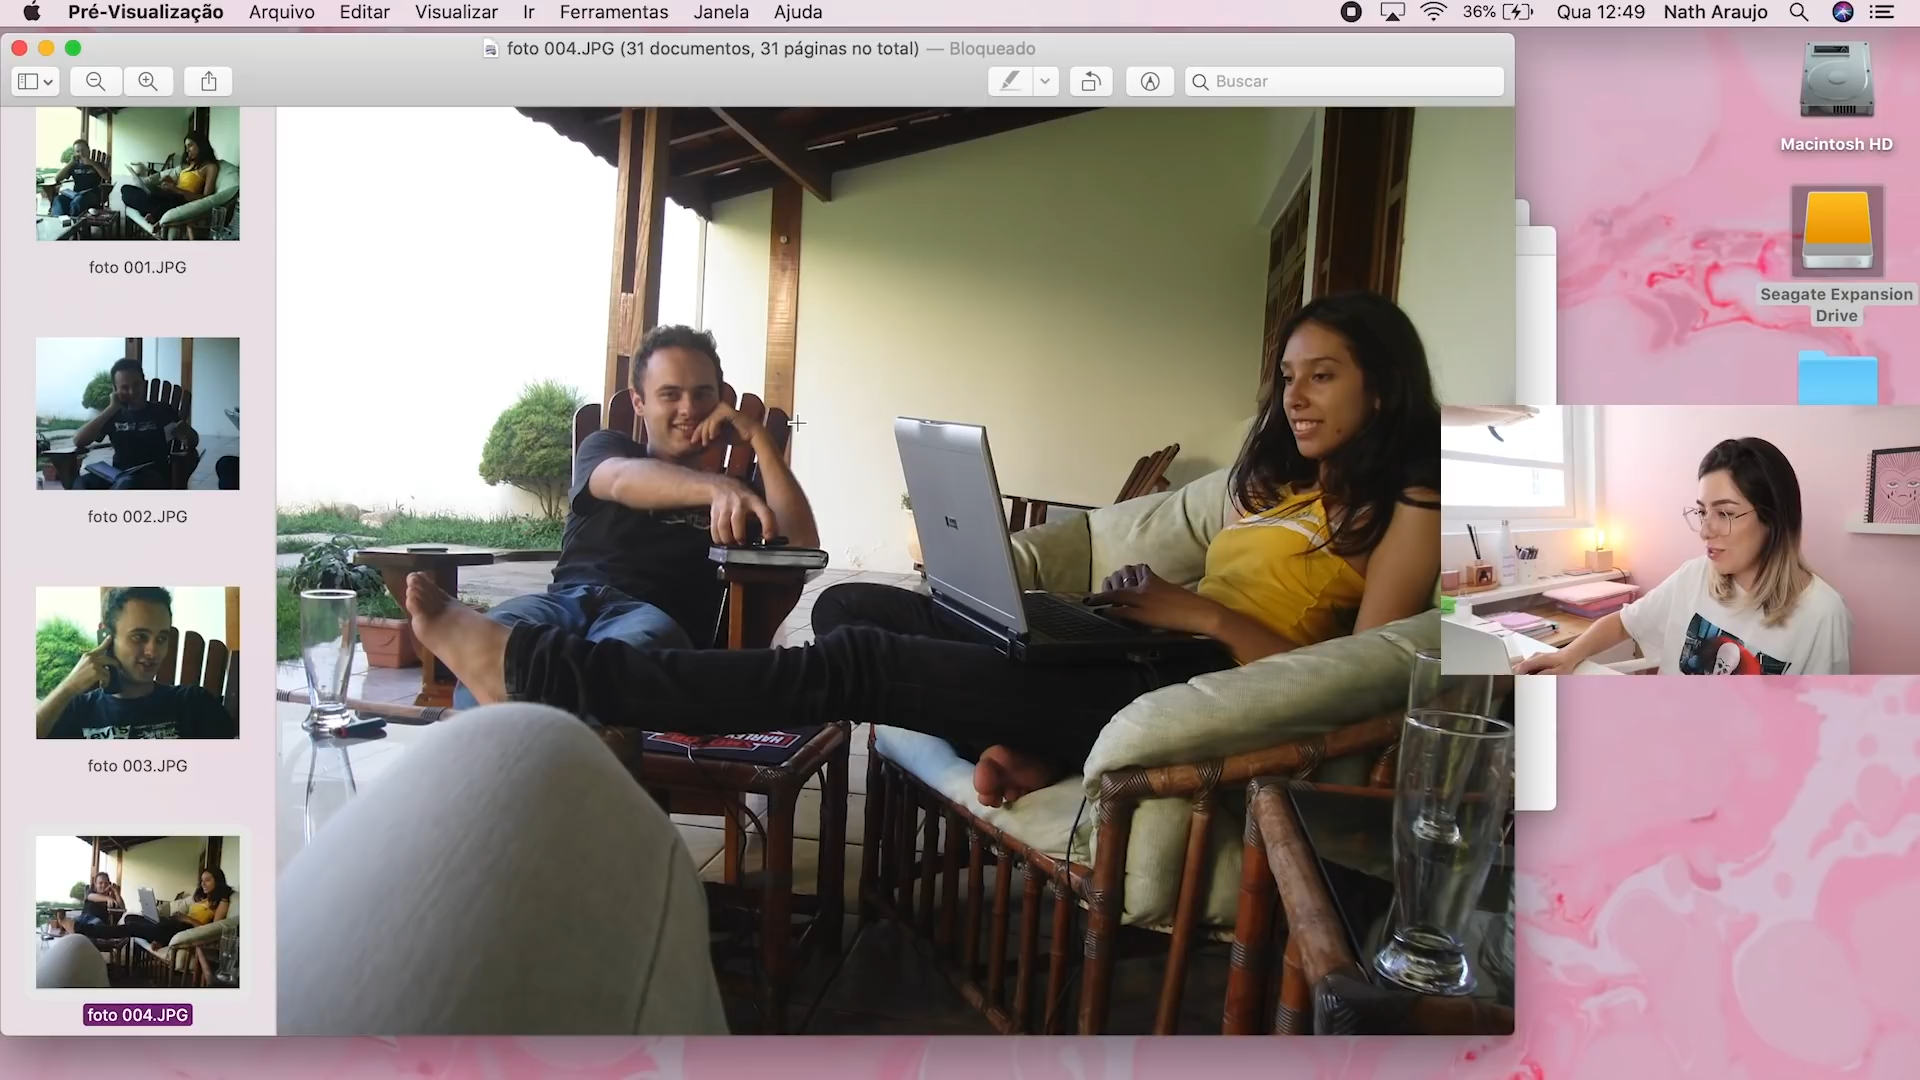 Pré-Visualização Arquivo Editar Visualizar Ir Ferramentas Janela Ajuda 36% Qua 12:49 Nath Araujo
foto 004.JPG (31 documentos, 31 páginas no total) — Bloqueado
Buscar
foto 001.JPG
foto 002.JPG
foto 003.JPG
foto 004.JPG
HARLEY
Macintosh HD
Seagate Expansion
Drive